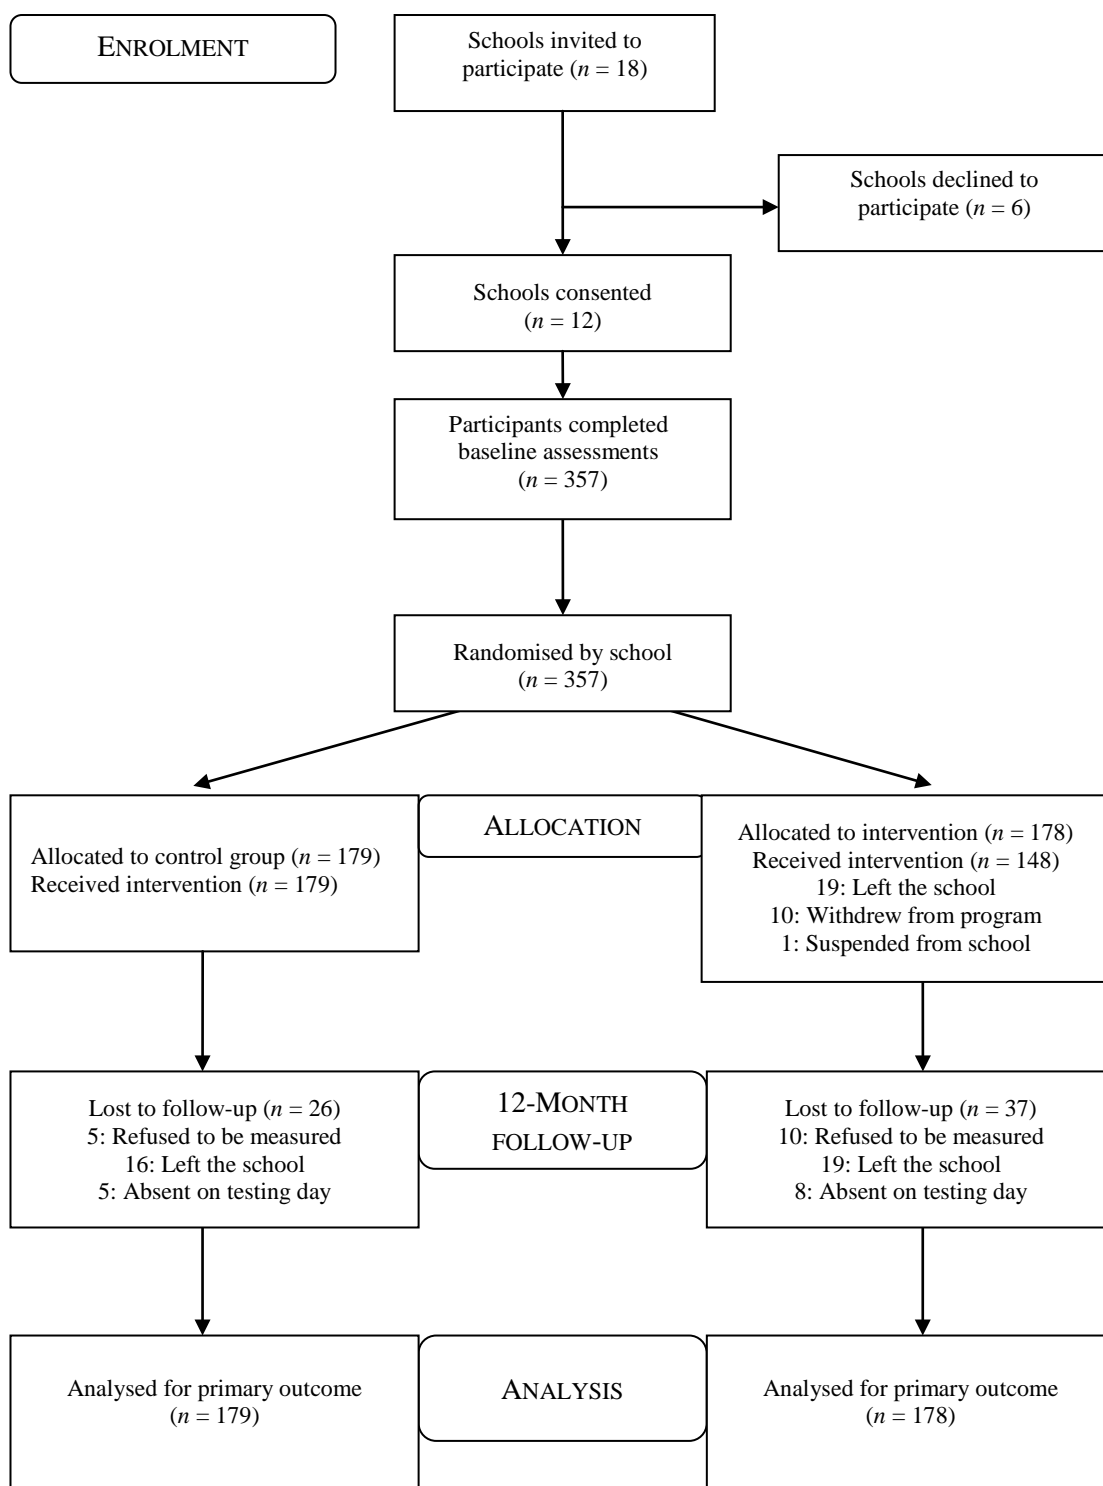 ENROLMENT
Schools invited to
participate (n = 18)
Schools declined to
participate (n = 6)
Schools consented
(n = 12)
Participants completed
baseline assessments
(n = 357)
Randomised by school
(n = 357)
Allocated to control group (n = 179)
Received intervention (n = 179)
ALLOCATION
Allocated to intervention (n = 178)
Received intervention (n = 148)
19: Left the school
10: Withdrew from program
1: Suspended from school
Lost to follow-up (n = 26)
5: Refused to be measured
16: Left the school
5: Absent on testing day
12-MONTH
FOLLOW-UP
Lost to follow-up (n = 37)
10: Refused to be measured
19: Left the school
8: Absent on testing day
Analysed for primary outcome
(n = 179)
ANALYSIS
Analysed for primary outcome
(n = 178)